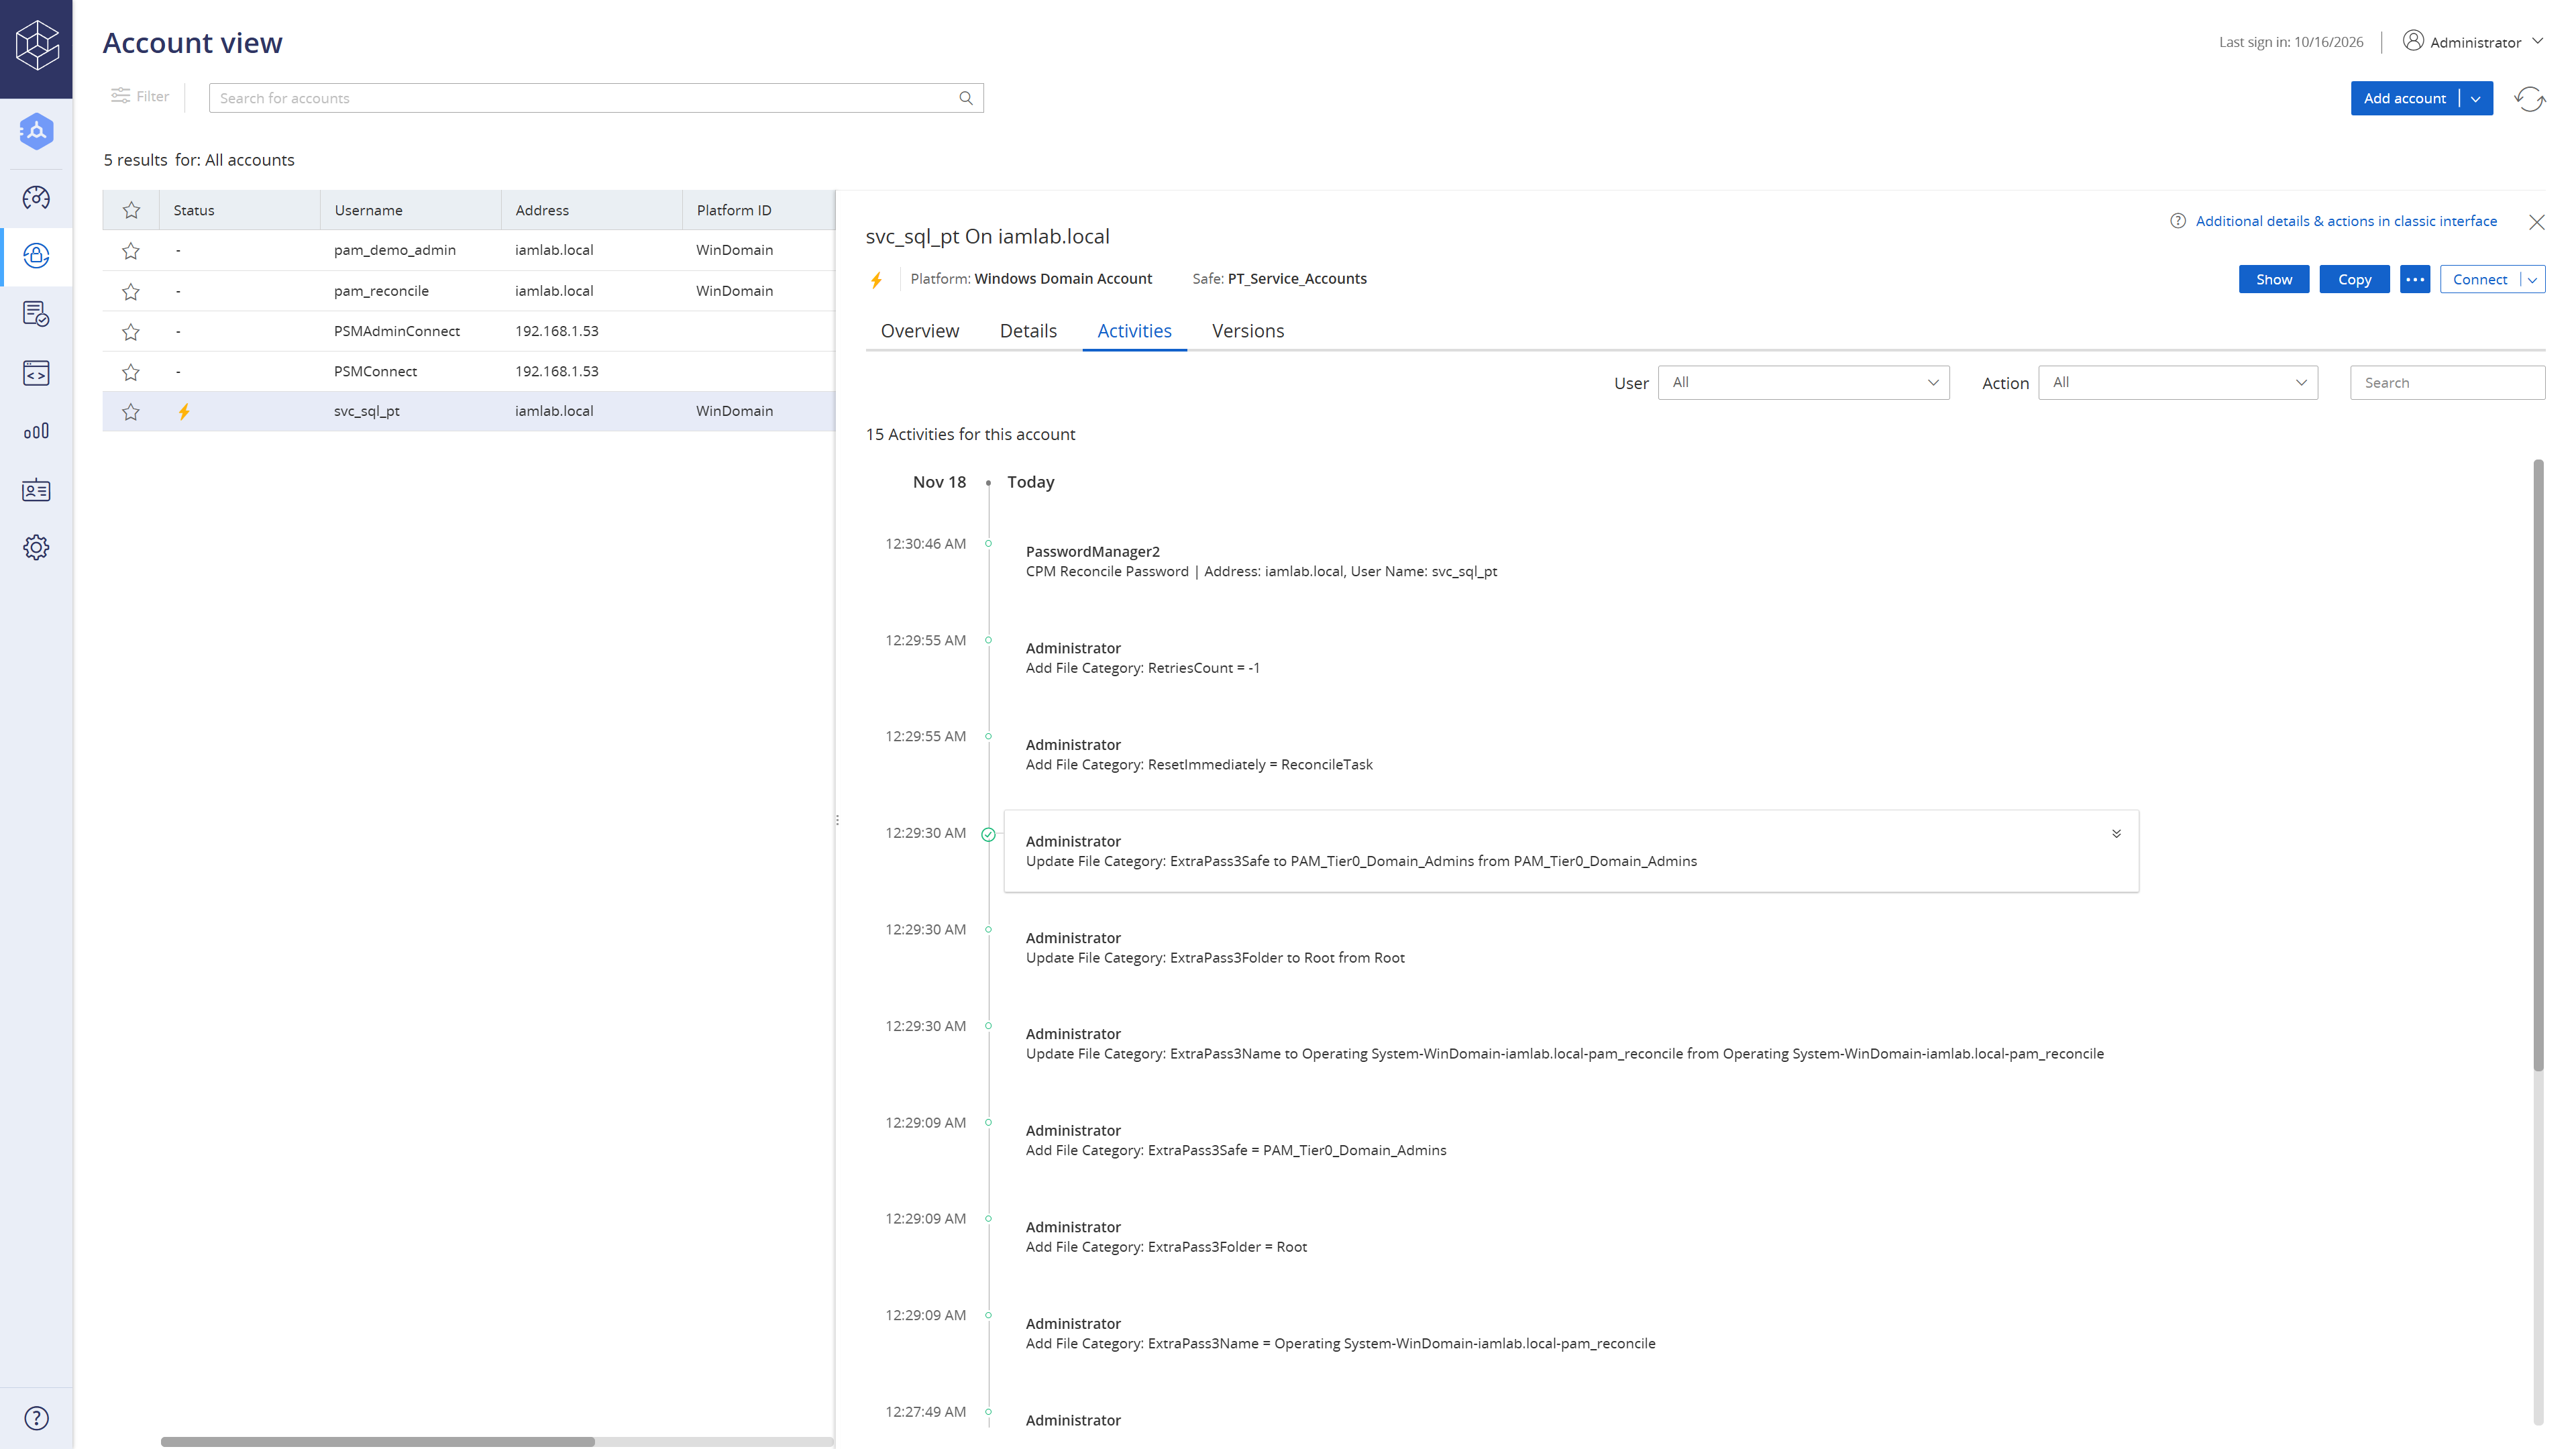 Account view
Last sign in: 10/16/2026
Administrator
Filter
Search for accounts
Add account
5 results for: All accounts
Status Username Address Platform ID
- pam_demo_admin iamlab.local WinDomain
- pam_reconcile iamlab.local WinDomain
- PSMAdminConnect 192.168.1.53
- PSMConnect 192.168.1.53
svc_sql_pt iamlab.local WinDomain
Additional details & actions in classic interface
svc_sql_pt On iamlab.local
Platform: Windows Domain Account Safe: PT_Service_Accounts
Show Copy Connect
Overview Details Activities Versions
User All Action All Search
15 Activities for this account
Nov 18 Today
12:30:46 AM
PasswordManager2
CPM Reconcile Password | Address: iamlab.local, User Name: svc_sql_pt
12:29:55 AM
Administrator
Add File Category: RetriesCount = -1
12:29:55 AM
Administrator
Add File Category: ResetImmediately = ReconcileTask
12:29:30 AM
Administrator
Update File Category: ExtraPass3Safe to PAM_Tier0_Domain_Admins from PAM_Tier0_Domain_Admins
12:29:30 AM
Administrator
Update File Category: ExtraPass3Folder to Root from Root
12:29:30 AM
Administrator
Update File Category: ExtraPass3Name to Operating System-WinDomain-iamlab.local-pam_reconcile from Operating System-WinDomain-iamlab.local-pam_reconcile
12:29:09 AM
Administrator
Add File Category: ExtraPass3Safe = PAM_Tier0_Domain_Admins
12:29:09 AM
Administrator
Add File Category: ExtraPass3Folder = Root
12:29:09 AM
Administrator
Add File Category: ExtraPass3Name = Operating System-WinDomain-iamlab.local-pam_reconcile
12:27:49 AM
Administrator